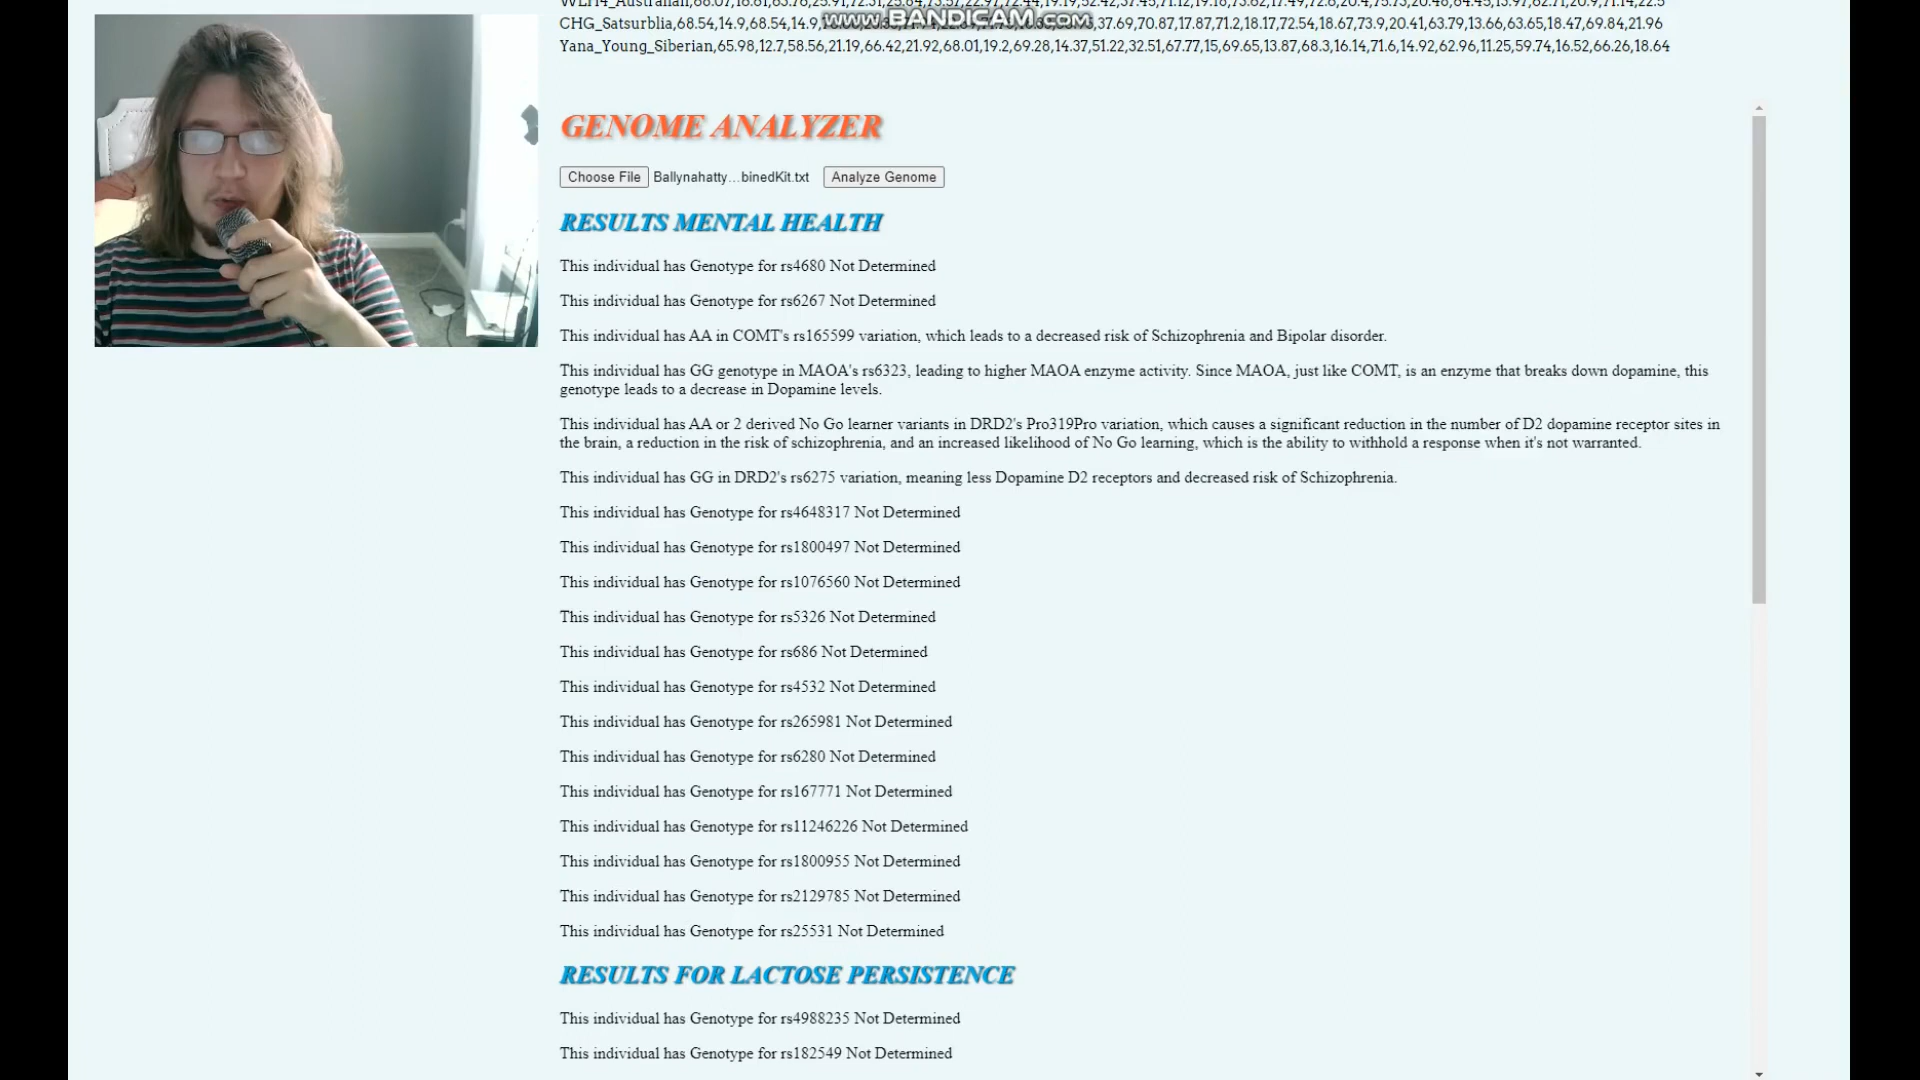 CHG_Satsurblia,68.54,14.9,68.54,14.9,
37.69,70.87,17.87,71.2,18.17,72.54,18.67,73.9,20.41,63.79,13.66,63.65,18.47,69.84,21.96
www.BANDICAM.com
Yana_Young_Siberian,65.98,12.7,58.56,21.19,66.42,21.92,68.01,19.2,69.28,14.37,51.22,32.51,67.77,15,69.65,13.87,68.3,16.14,71.6,14.92,62.96,11.25,59.74,16.52,66.26,18.64
GENOME ANALYZER
Choose File Ballynahatty...binedKit.txt Analyze Genome
RESULTS MENTAL HEALTH
This individual has Genotype for rs4680 Not Determined
This individual has Genotype for rs6267 Not Determined
This individual has AA in COMT's rs165599 variation, which leads to a decreased risk of Schizophrenia and Bipolar disorder.
This individual has GG genotype in MAOA's rs6323, leading to higher MAOA enzyme activity. Since MAOA, just like COMT, is an enzyme that breaks down dopamine, this
genotype leads to a decrease in Dopamine levels.
This individual has AA or 2 derived No Go learner variants in DRD2's Pro319Pro variation, which causes a significant reduction in the number of D2 dopamine receptor sites in
the brain, a reduction in the risk of schizophrenia, and an increased likelihood of No Go learning, which is the ability to withhold a response when it's not warranted.
This individual has GG in DRD2's rs6275 variation, meaning less Dopamine D2 receptors and decreased risk of Schizophrenia.
This individual has Genotype for rs4648317 Not Determined
This individual has Genotype for rs1800497 Not Determined
This individual has Genotype for rs1076560 Not Determined
This individual has Genotype for rs5326 Not Determined
This individual has Genotype for rs686 Not Determined
This individual has Genotype for rs4532 Not Determined
This individual has Genotype for rs265981 Not Determined
This individual has Genotype for rs6280 Not Determined
This individual has Genotype for rs167771 Not Determined
This individual has Genotype for rs11246226 Not Determined
This individual has Genotype for rs1800955 Not Determined
This individual has Genotype for rs2129785 Not Determined
This individual has Genotype for rs25531 Not Determined
RESULTS FOR LACTOSE PERSISTENCE
This individual has Genotype for rs4988235 Not Determined
This individual has Genotype for rs182549 Not Determined